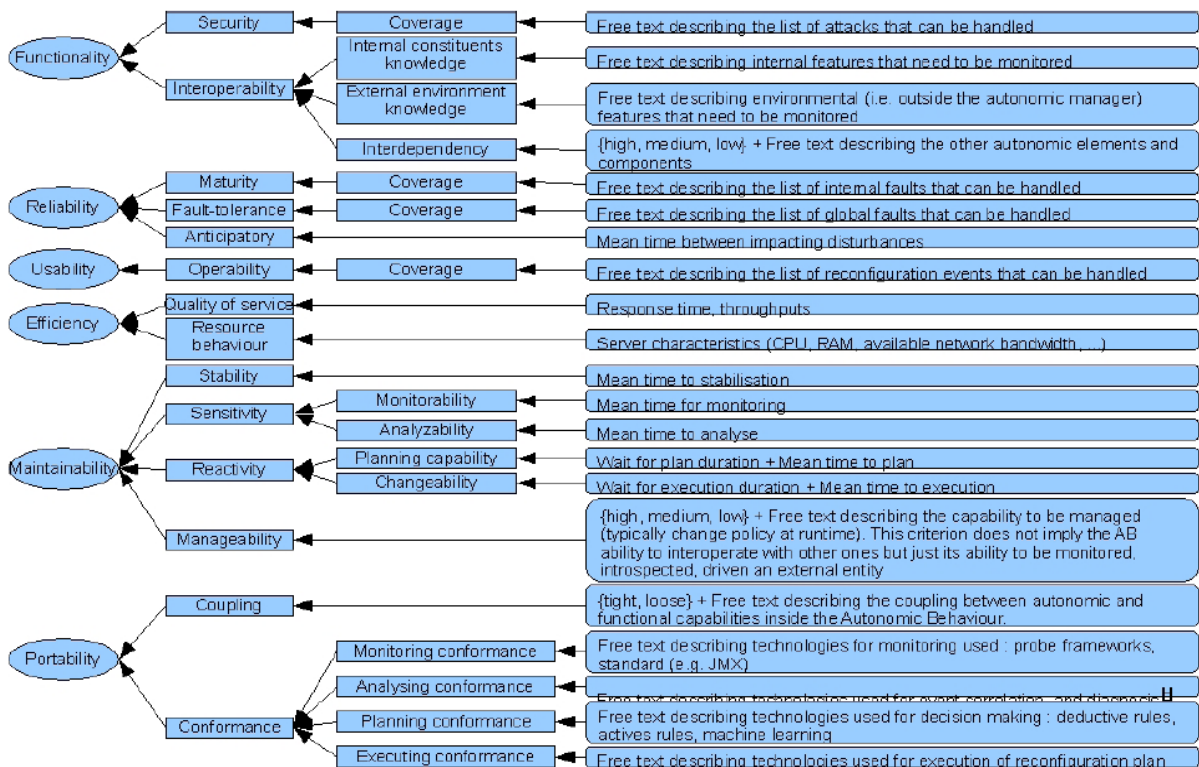 Security
Coverage
Free text describing the list of attacks that can be handled
Functionality
Internal constituents
knowledge
Free text describing internal features that need to be monitored
Interoperability
External environment
knowledge
Free text describing environmental (i.e. outside the autonomic manager)
features that need to be monitored
Interdependency
{high, medium, low} + Free text describing the other autonomic elements and
components
Maturity
Coverage
Free text describing the list of internal faults that can be handled
Reliability
Fault-tolerance
Coverage
Free text describing the list of global faults that can be handled
Anticipatory
Mean time between impacting disturbances
Usability
Operability
Coverage
Free text describing the list of reconfiguration events that can be handled
Quality of service
Response time, throughputs
Efficiency
Resource
behaviour
Server characteristics (CPU, RAM, available network bandwidth, ...)
Stability
Mean time to stabilisation
Sensitivity
Monitorability
Mean time for monitoring
Analyzability
Mean time to analyse
Maintainability
Reactivity
Planning capability
Wait for plan duration + Mean time to plan
Changeability
Wait for execution duration + Mean time to execution
Manageability
{high, medium, low} + Free text describing the capability to be managed
(typically change policy at runtime). This criterion does not imply the AB
ability to interoperate with other ones but just its ability to be monitored,
introspected, driven an external entity
Coupling
{tight, loose} + Free text describing the coupling between autonomic and
functional capabilities inside the Autonomic Behaviour.
Portability
Monitoring conformance
Free text describing technologies for monitoring used : probe frameworks,
standard (e.g. JMX)
Analysing conformance
Free text describing technologies used for event correlation and diagnosis
Conformance
Planning conformance
Free text describing technologies used for decision making : deductive rules,
actives rules, machine learning
Executing conformance
Free text describing technologies used for execution of reconfiguration plan